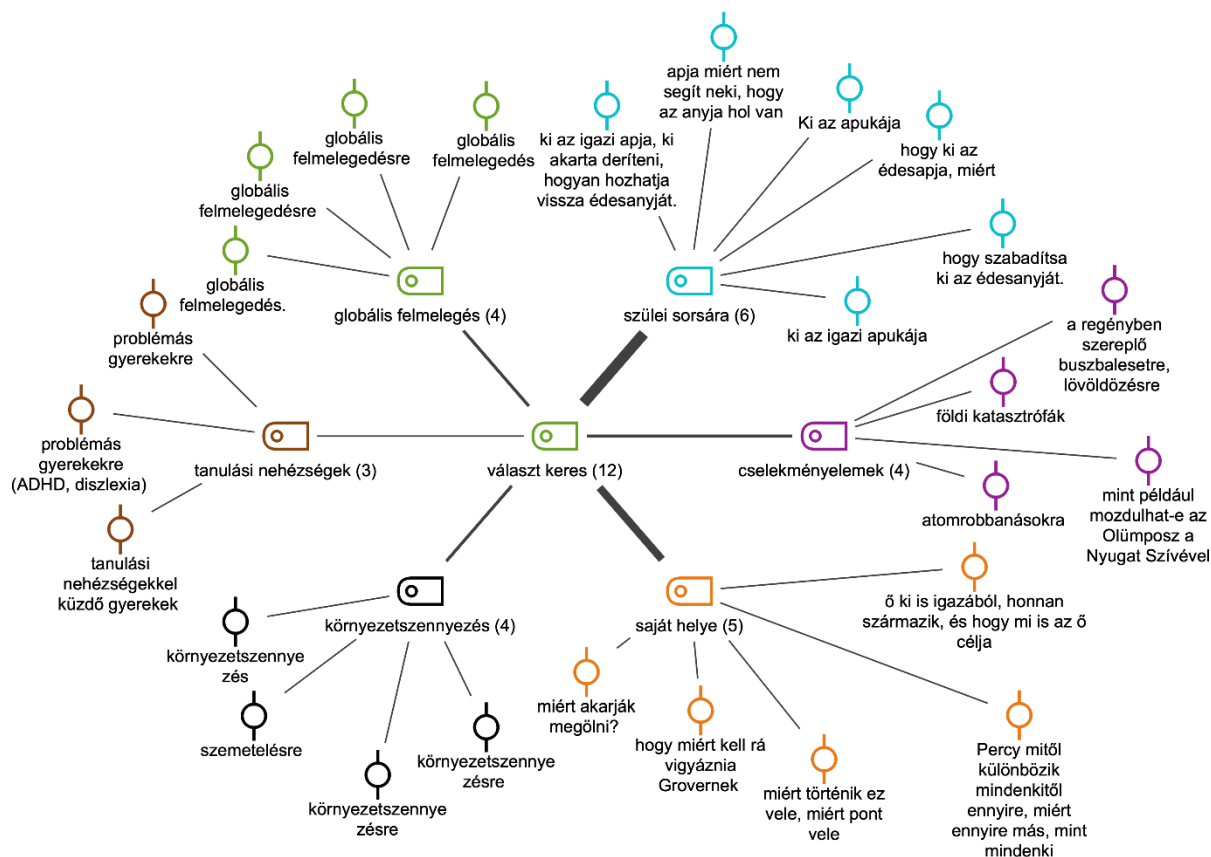 apja miért nem
segít neki, hogy
az anyja hol van
Ki az apukája
hogy ki az
édesapja, miért
ki az igazi apja, ki
akarta deríteni,
hogyan hozhatja
vissza édesanyját.
globális
felmelegedésre
globális
felmelegedés
globális
felmelegedésre
globális
felmelegedés.
hogy szabadítsa
ki az édesanyját.
globális felmelegés (4)
szülei sorsára (6)
ki az igazi apukája
problémás
gyerekekre
a regényben
szereplő
buszbalesetre,
lövöldözésre
földi katasztrófák
problémás
gyerekekre
(ADHD, diszlexia)
tanulási nehézségek (3)
választ keres (12)
cselekményelemek (4)
mint például
mozdulhat-e az
Olümposz a
Nyugat Szívével
atomrobbanásokra
tanulási
nehézségekkel
küzdő gyerekek
környezetszennyezés (4)
saját helye (5)
ő ki is igazából, honnan
származik, és hogy mi is az ő
célja
környezetszennye
zés
szemetelésre
környezetszennye
zésre
környezetszennye
zésre
miért akarják
megölni?
hogy miért kell rá
vigyáznia
Grovernek
miért történik ez
vele, miért pont
vele
Percy mitől
különbözik
mindenkitől
ennyire, miért
ennyire más, mint
mindenki